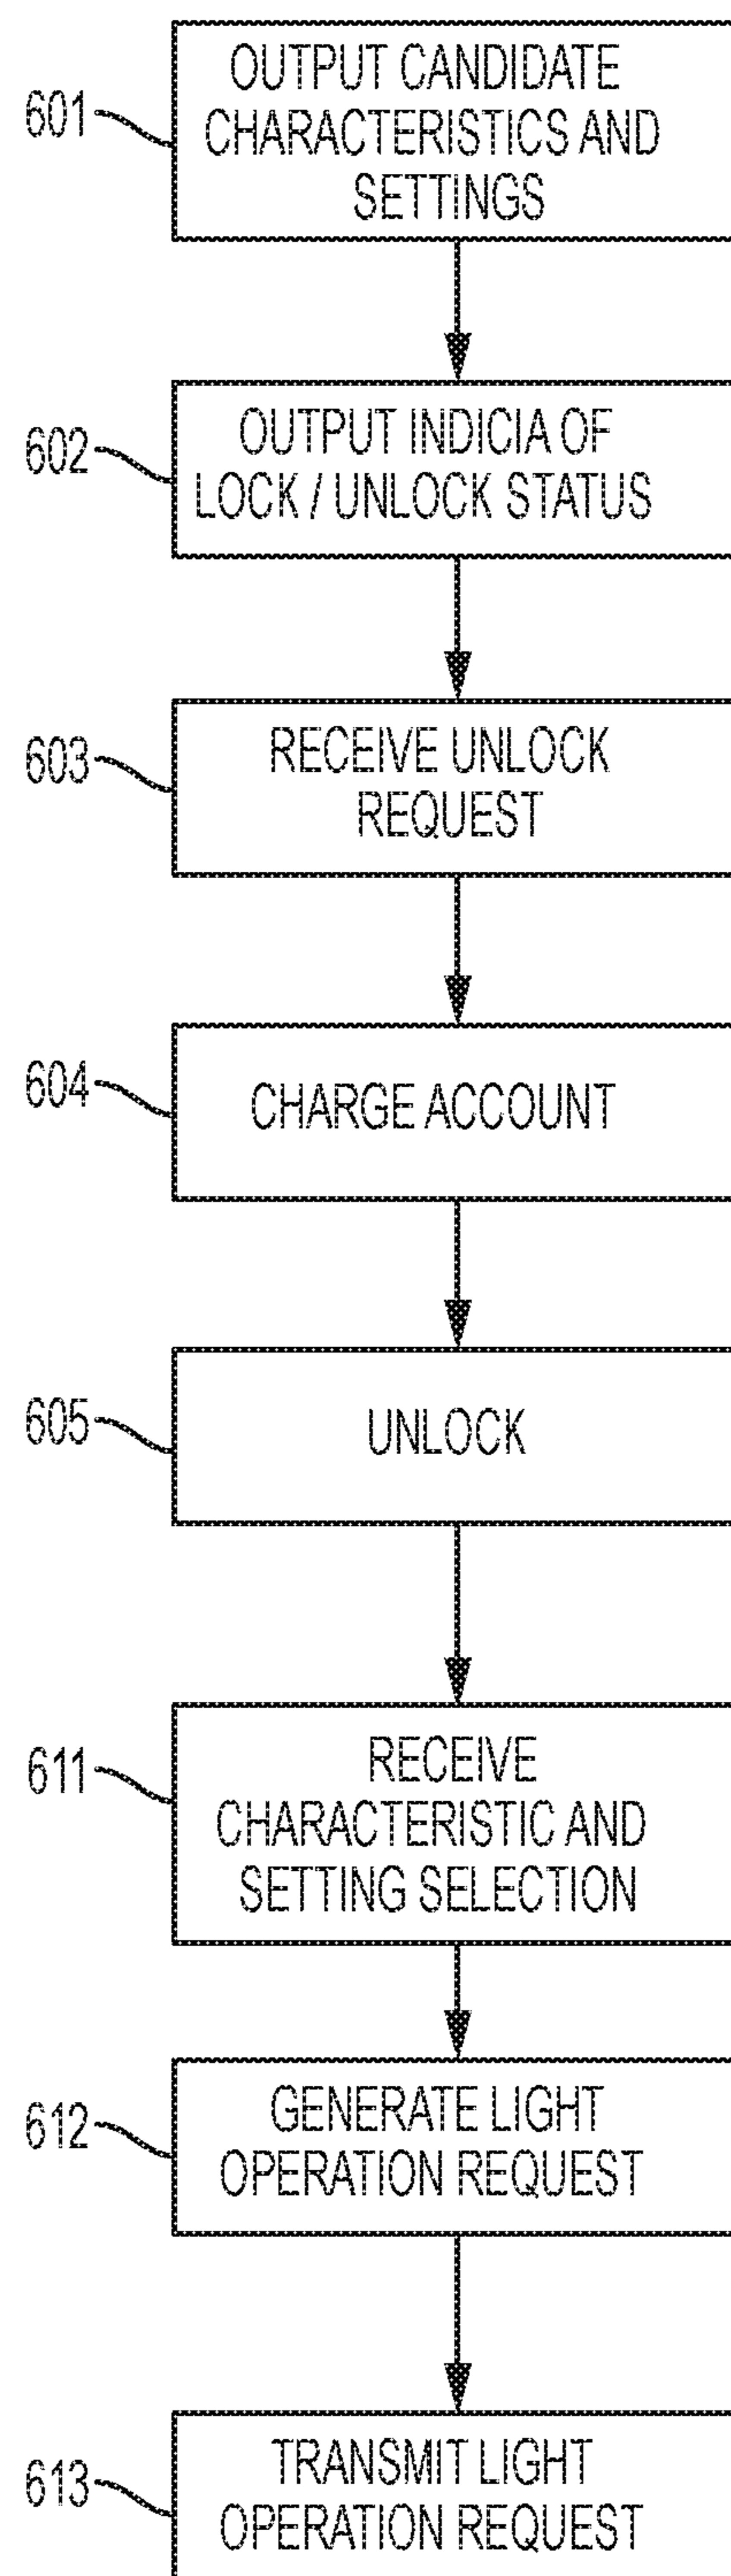 OUTPUT CANDIDATE
601
CHARACTERISTICS AND
SETTINGS
OUTPUT INDICIA OF
602
LOCK / UNLOCK STATUS
RECEIVE UNLOCK
603
REQUEST
604
CHARGE ACCOUNT
605
UNLOCK
RECEIVE
611
CHARACTERISTIC AND
SETTING SELECTION
GENERATE LIGHT
612
OPERATION REQUEST
TRANSMIT LIGHT
613
OPERATION REQUEST